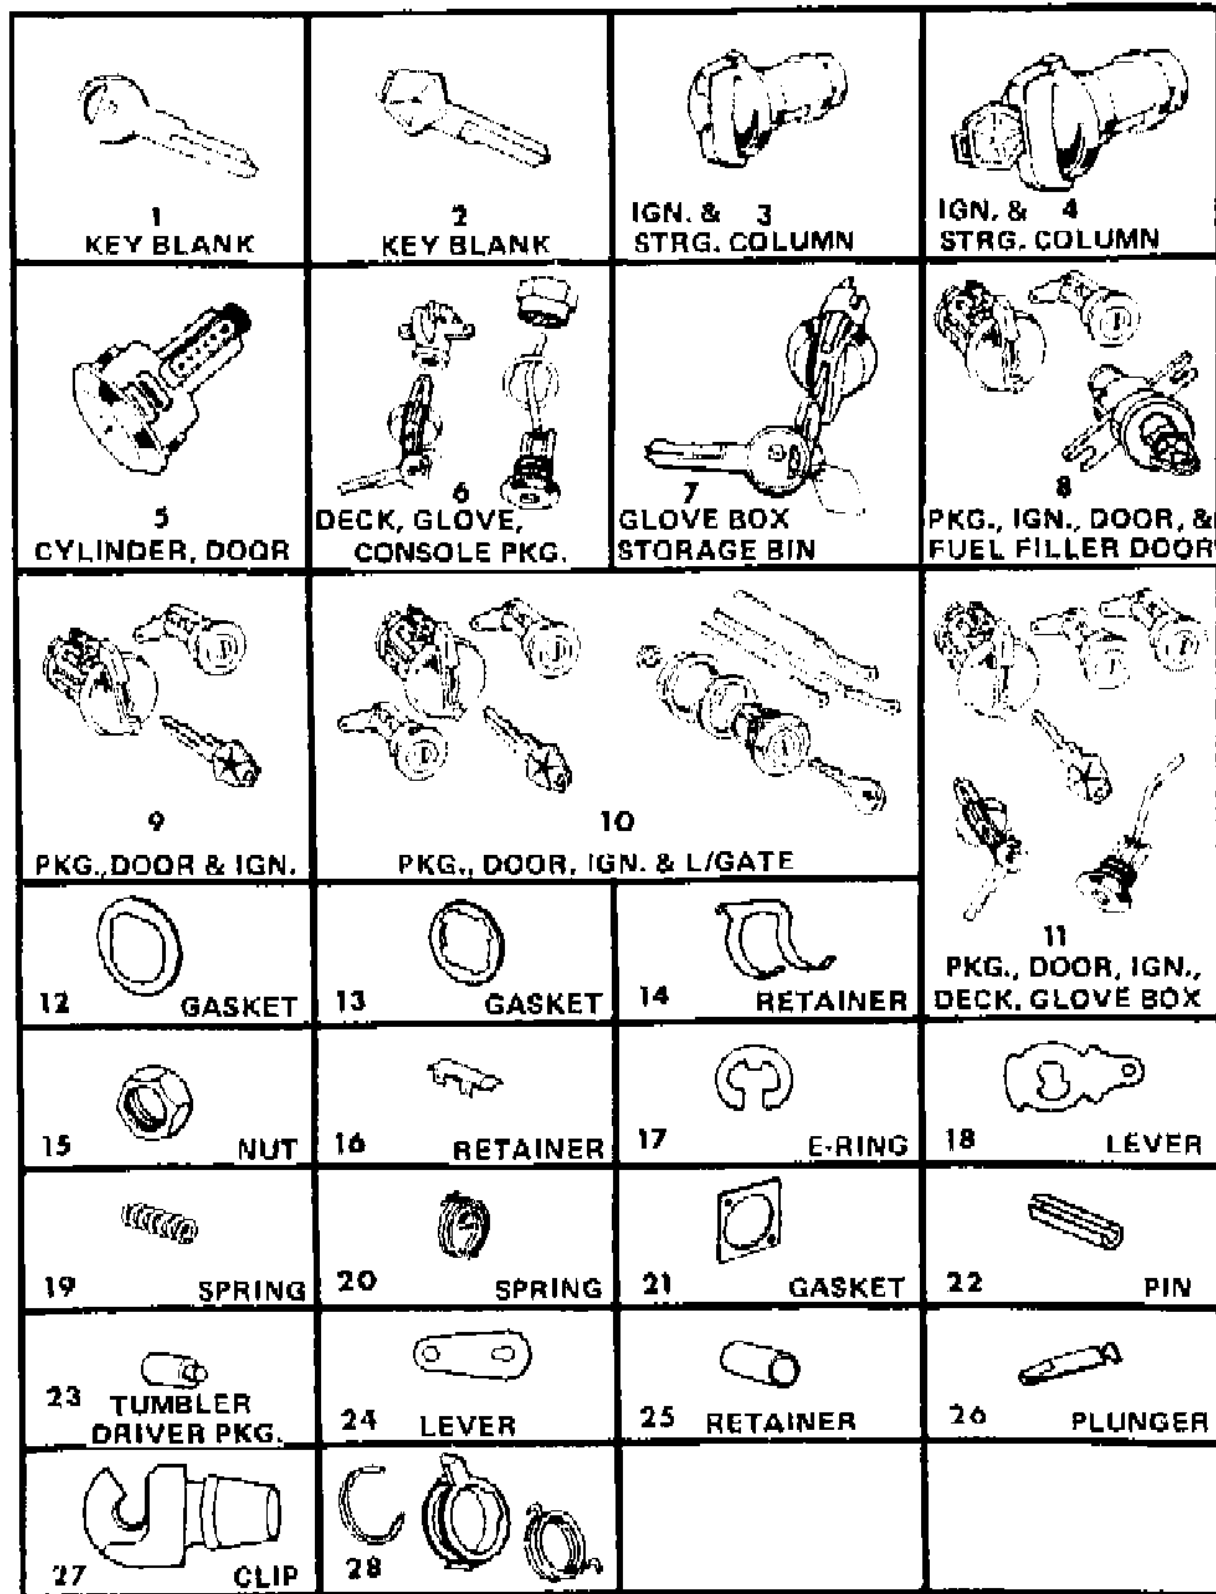 1
KEY BLANK
2
KEY BLANK
IGN. & 3
STRG. COLUMN
IGN. & 4
STRG. COLUMN
5
CYLINDER, DOOR
6
DECK, GLOVE,
CONSOLE PKG.
7
GLOVE BOX
STORAGE BIN
8
PKG., IGN., DOOR, &
FUEL FILLER DOOR
9
PKG., DOOR & IGN.
10
PKG., DOOR, IGN. & L/GATE
11
PKG., DOOR, IGN.,
DECK, GLOVE BOX
12 GASKET
13 GASKET
14 RETAINER
15 NUT
16 RETAINER
17 E-RING
18 LEVER
19 SPRING
20 SPRING
21 GASKET
22 PIN
23 TUMBLER
DRIVER PKG.
24 LEVER
25 RETAINER
26 PLUNGER
27 CLIP
28